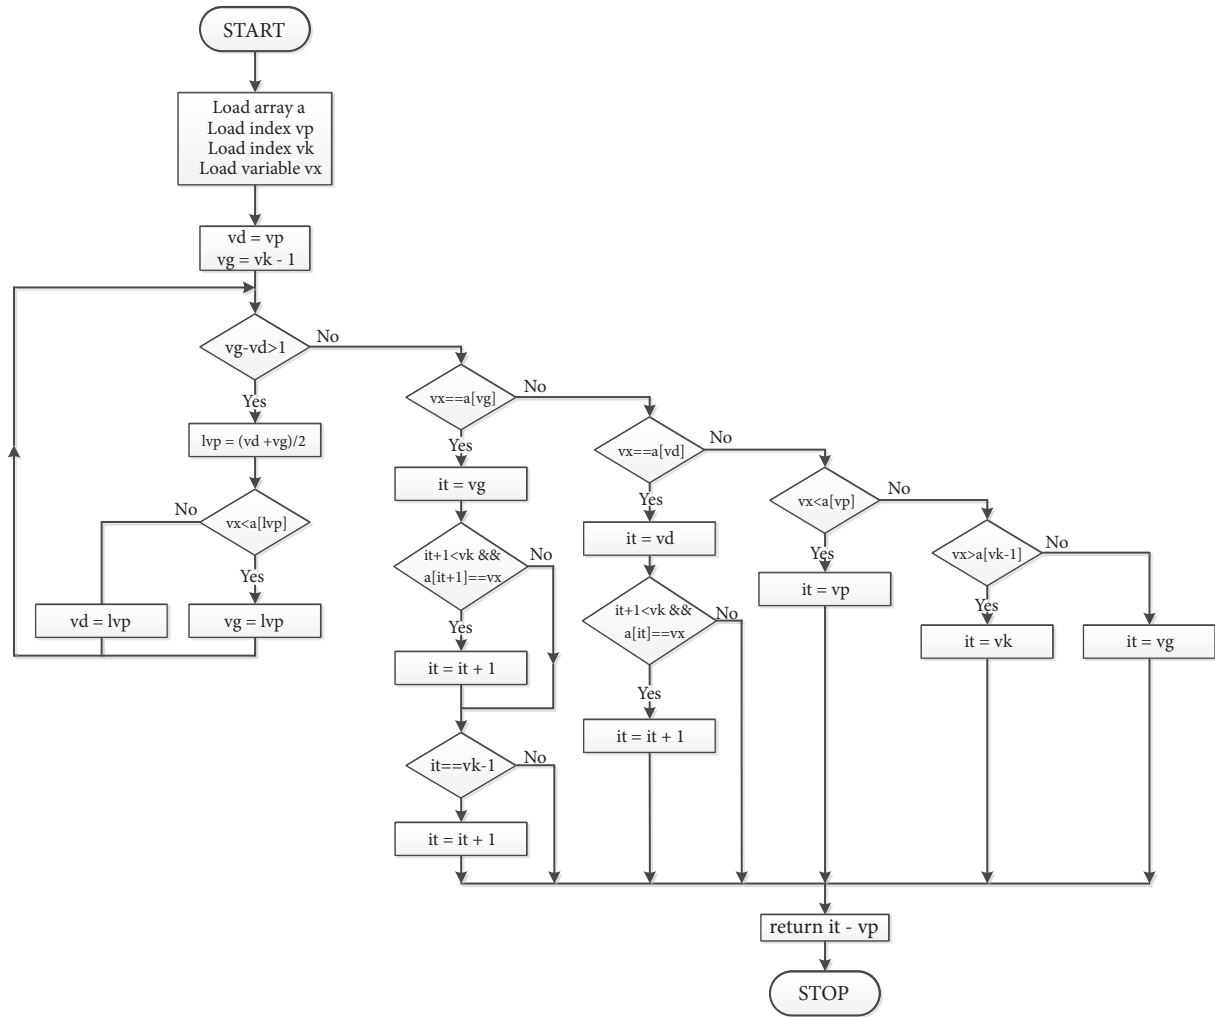 START
Load array a
Load index vp
Load index vk
Load variable vx
vd = vp
vg = vk - 1
vg-vd>1
No
Yes
lvp = (vd +vg)/2
vx<a[lvp]
No
Yes
vd = lvp
vg = lvp
vx==a[vg]
No
Yes
it = vg
it+1<vk &&
a[it+1]==vx
No
Yes
it = it + 1
it==vk-1
No
it = it + 1
vx==a[vd]
No
Yes
it = vd
it+1<vk &&
a[it]==vx
No
Yes
it = it + 1
vx<a[vp]
No
Yes
it = vp
vx>a[vk-1]
No
Yes
it = vk
it = vg
return it - vp
STOP